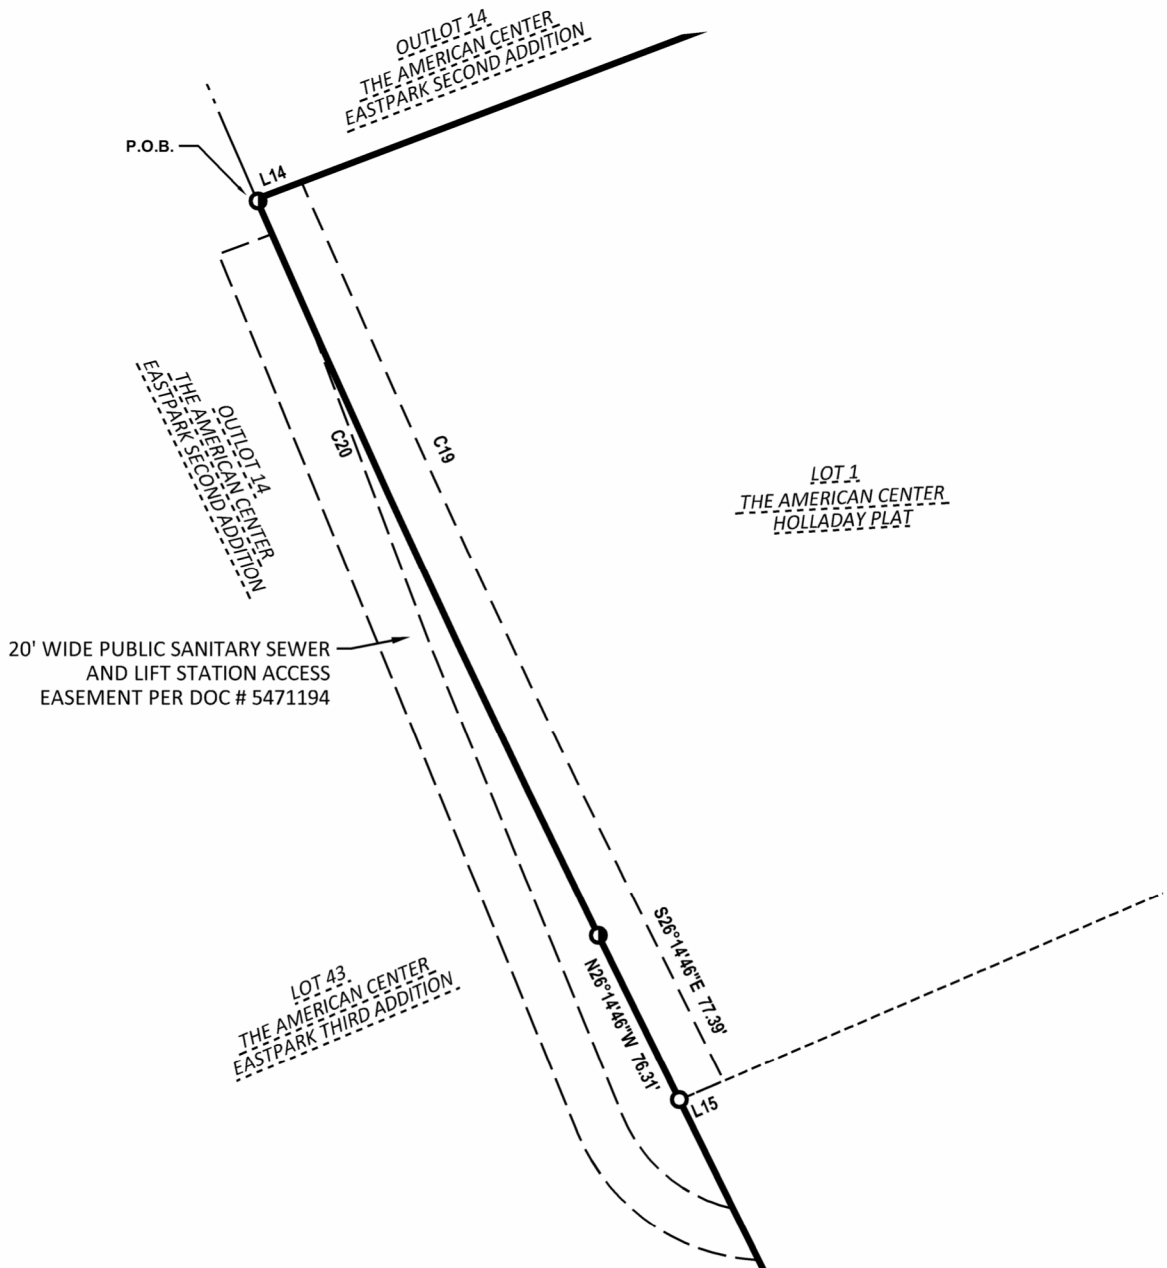 OUTLOT 14
THE AMERICAN CENTER
EASTPARK SECOND ADDITION
P.O.B.
L14
OUTLOT 14
THE AMERICAN CENTER
EASTPARK SECOND ADDITION
C20
C19
LOT 1
THE AMERICAN CENTER
HOLLADAY PLAT
20' WIDE PUBLIC SANITARY SEWER
AND LIFT STATION ACCESS
EASEMENT PER DOC # 5471194
S26°14'46"E 77.39'
N26°14'46"W 76.31'
LOT 43
THE AMERICAN CENTER
EASTPARK THIRD ADDITION
L15